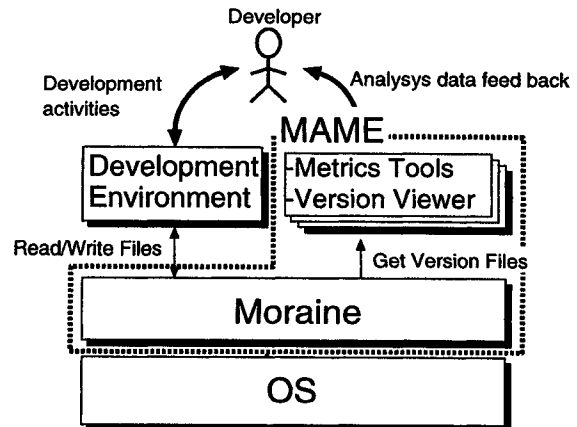 Developer
Development
activities
Analysys data feed back
MAME
Development
Environment
-Metrics Tools
-Version Viewer
Read/Write Files
Get Version Files
Moraine
OS